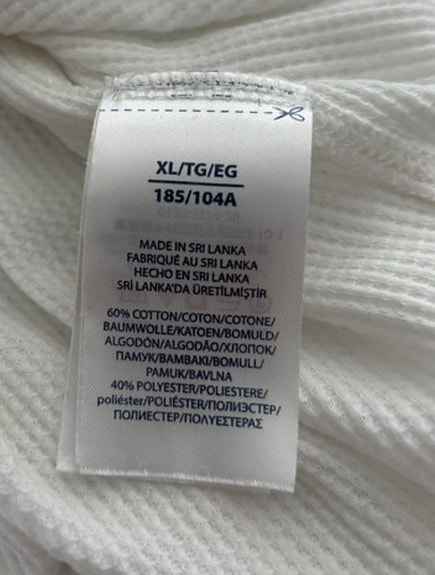 XL/TG/EG
185/104A
MADE IN SRI LANKA
FABRIQUÉ AU SRI LANKA
HECHO EN SRI LANKA
SRİ LANKA'DA ÜRETİLMİŞTİR
60% COTTON/COTON/COTONE/
BAUMWOLLE/KATOEN/BOMULD/
ALGODÓN/ALGODÃO/ХЛОПОК/
ПАМУК/ΒΑΜΒΑΚΙ/BOMULL/
PAMUK/BAVLNA
40% POLYESTER/POLIESTERE/
poliéster/POLIÉSTER/ПОЛИЭСТЕР/
ПОЛИЕСТЕР/ΠΟΛΥΕΣΤΕΡΑΣ